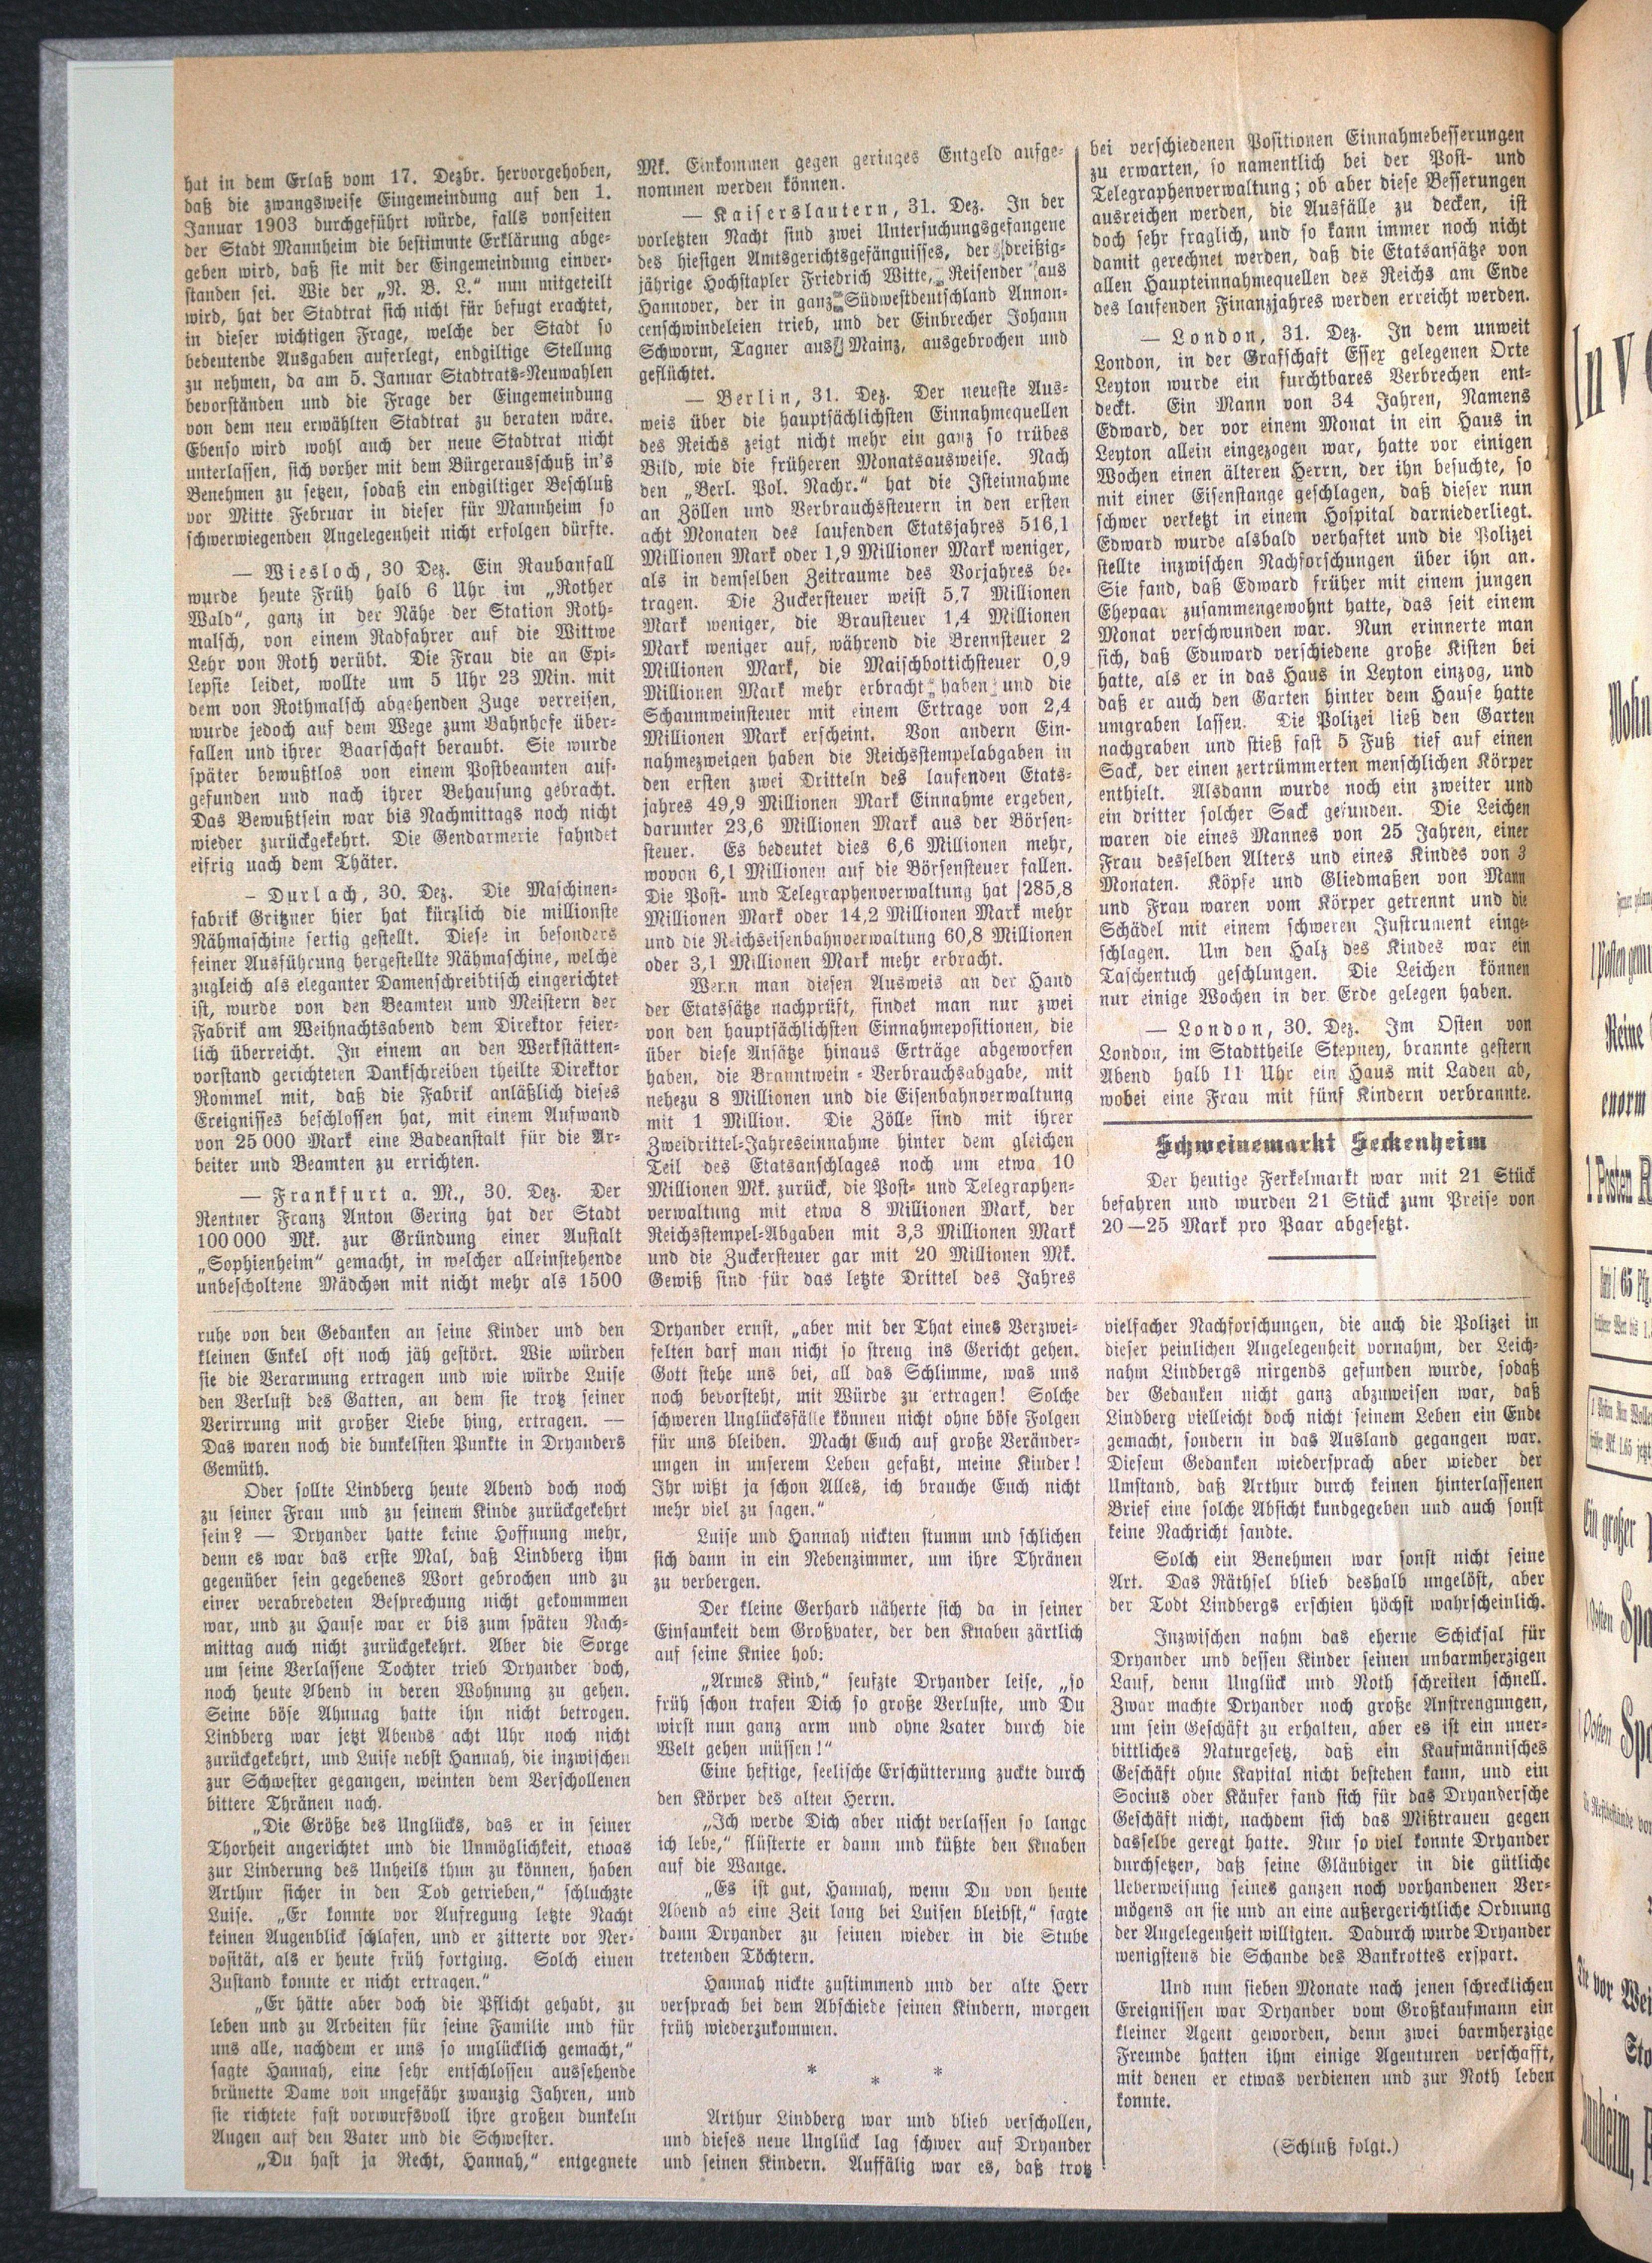 hat in dem Erlaß vom 17. Dezbr. hervorgehoben,
daß die zwangsweise Eingemeindung auf den 1.
Januar 1903 durchgeführt würde, falls vonseiten
der Stadt Mannheim die bestimmte Erklärung abge-
geben wird, daß sie mit der Eingemeindung einver-
standen sei. Wie der „N. B. L.“ nun mitgeteilt
wird, hat der Stadtrat sich nicht für befugt erachtet,
in dieser wichtigen Frage, welche der Stadt so
bedeutende Ausgaben auferlegt, endgiltige Stellung
zu nehmen, da am 5. Januar Stadtrats-Neuwahlen
bevorständen und die Frage der Eingemeindung
von dem neu erwählten Stadtrat zu beraten wäre.
Ebenso wird wohl auch der neue Stadtrat nicht
unterlassen, sich vorher mit dem Bürgerausschuß in's
Benehmen zu setzen, sodaß ein endgiltiger Beschluß
vor Mitte Februar in dieser für Mannheim so
schwerwiegenden Angelegenheit nicht erfolgen dürfte.
— Wiesloch, 30 Dez. Ein Raubanfall
wurde heute Früh halb 6 Uhr im „Rother
Wald“, ganz in der Nähe der Station Roth-
malsch, von einem Radfahrer auf die Wittwe
Lehr von Roth verübt. Die Frau die an Epi-
lepsie leidet, wollte um 5 Uhr 23 Min. mit
dem von Rothmalsch abgehenden Zuge verreisen,
wurde jedoch auf dem Wege zum Bahnhofe über-
fallen und ihrer Baarschaft beraubt. Sie wurde
später bewußtlos von einem Postbeamten auf-
gefunden und nach ihrer Behausung gebracht.
Das Bewußtsein war bis Nachmittags noch nicht
wieder zurückgekehrt. Die Gendarmerie fahndet
eifrig uach dem Thäter.
– Durlach, 30. Dez. Die Maschinen-
fabrik Gritzner hier hat kürzlich die millionste
Nähmaschine fertig gestellt. Diese in besonders
feiner Ausführung hergestellte Nähmaschine, welche
zugleich als eleganter Damenschreibtisch eingerichtet
ist, wurde von den Beamten und Meistern der
Fabrik am Weihnachtsabend dem Direktor feier-
lich überreicht. In einem an den Werkstätten-
vorstand gerichteten Dankschreiben theilte Direktor
Rommel mit, daß die Fabrik anläßlich dieses
Ereignisses beschlossen hat, mit einem Aufwand
von 25 000 Mark eine Badeanstalt für die Ar-
beiter und Beamten zu errichten.
— Frankfurt a. M., 30. Dez. Der
Rentner Franz Anton Gering hat der Stadt
100 000 Mk. zur Gründung einer Anstalt
„Sophienheim“ gemacht, in welcher alleinstehende
unbescholtene Mädchen mit nicht mehr als 1500
Mk. Einkommen gegen geringes Entgeld aufge-
nommen werden können.
— Kaiserslautern, 31. Dez. In der
vorletzten Nacht sind zwei Untersuchungsgefangene
des hiesigen Amtsgerichtsgefängnisses, der dreißig-
jährige Hochstapler Friedrich Witte, Reisender aus
Hannover, der in ganz Südwestdeutschland Annon-
censchwindeleien trieb, und der Einbrecher Johann
Schworm, Tagner aus Mainz, ausgebrochen und
geflüchtet.
— Berlin, 31. Dez. Der neueste Aus-
weis über die hauptsächlichsten Einnahmequellen
des Reichs zeigt nicht mehr ein ganz so trübes
Bild, wie die früheren Monatsausweise. Nach
den „Berl. Pol. Nachr.“ hat die Isteinnahme
an Zöllen und Verbrauchssteuern in den ersten
acht Monaten des laufenden Etatsjahres 516,1
Millionen Mark oder 1,9 Millionen Mark weniger,
als in demselben Zeitraume des Vorjahres be-
tragen. Die Zuckersteuer weist 5,7 Millionen
Mark weniger, die Brausteuer 1,4 Millionen
Mark weniger auf, während die Brennsteuer 2
Millionen Mark, die Maischbottichsteuer 0,9
Millionen Mark mehr erbracht haben und die
Schaumweinsteuer mit einem Ertrage von 2,4
Millionen Mark erscheint. Von andern Ein-
nahmezweigen haben die Reichsstempelabgaben in
den ersten zwei Dritteln des laufenden Etats-
jahres 49,9 Millionen Mark Einnahme ergeben,
darunter 23,6 Millionen Mark aus der Börsen-
steuer. Es bedeutet dies 6,6 Millionen mehr,
wovon 6,1 Millionen auf die Börsensteuer fallen.
Die Post- und Telegraphenverwaltung hat 285,8
Millionen Mark oder 14,2 Millionen Mark mehr
und die Reichseisenbahnverwaltung 60,8 Millionen
oder 3,1 Millionen Mark mehr erbracht.
Wenn man diesen Ausweis an der Hand
der Etatssätze nachprüft, findet man nur zwei
von den hauptsächlichsten Einnahmepositionen, die
über diese Ansätze hinaus Erträge abgeworfen
haben, die Branntwein-Verbrauchsabgabe, mit
nehezu 8 Millionen und die Eisenbahnverwaltung
mit 1 Million. Die Zölle sind mit ihrer
Zweidrittel-Jahreseinnahme hinter dem gleichen
Teil des Etatsanschlages noch um etwa 10
Millionen Mk. zurück, die Post- und Telegraphen-
verwaltung mit etwa 8 Millionen Mark, der
Reichsstempel-Abgaben mit 3,3 Millionen Mark
und die Zuckersteuer gar mit 20 Millionen Mk.
Gewiß sind für das letzte Drittel des Jahres
bei verschiedenen Positionen Einnahmebesserungen
zu erwarten, so namentlich bei der Post- und
Telegraphenverwaltung; ob aber diese Besserungen
ausreichen werden, die Ausfälle zu decken, ist
doch sehr fraglich, und so kann immer noch nicht
damit gerechnet werden, daß die Etatsansätze von
allen Haupteinnahmequellen des Reichs am Ende
des laufenden Finanzjahres werden erreicht werden.
— London, 31. Dez. In dem unweit
London, in der Grafschaft Essex gelegenen Orte
Leyton wurde ein furchtbares Verbrechen ent-
deckt. Ein Mann von 34 Jahren, Namens
Edward, der vor einem Monat in ein Haus in
Leyton allein eingezogen war, hatte vor einigen
Wochen einen älteren Herrn, der ihn besuchte, so
mit einer Eisenstange geschlagen, daß dieser nun
schwer verletzt in einem Hospital darniederliegt.
Edward wurde alsbald verhaftet und die Polizei
stellte inzwischen Nachforschungen über ihn an.
Sie fand, daß Edward früher mit einem jungen
Ehepaar zusammengewohnt hatte, das seit einem
Monat verschwunden war. Nun erinnerte man
sich, daß Eduward verschiedene große Kisten bei
hatte, als er in das Haus in Leyton einzog, und
daß er auch den Garten hinter dem Hause hatte
umgraben lassen. Die Polizei ließ den Garten
nachgraben und stieß fast 5 Fuß tief auf einen
Sack, der einen zertrümmerten menschlichen Körper
enthielt. Alsdann wurde noch ein zweiter und
ein dritter solcher Sack gefunden. Die Leichen
waren die eines Mannes von 25 Jahren, einer
Frau desselben Alters und eines Kindes von 3
Monaten. Köpfe und Gliedmaßen von Mann
und Frau waren vom Körper getrennt und die
Schädel mit einem schweren Justrument einge-
schlagen. Um den Halz des Kindes war ein
Taschentuch geschlungen. Die Leichen können
nur einige Wochen in der Erde gelegen haben.
— London, 30. Dez. Im Osten von
London, im Stadttheile Stepney, brannte gestern
Abend halb 11 Uhr ein Haus mit Laden ab,
wobei eine Frau mit fünf Kindern verbrannte.
Schweinemarkt Seckenheim
Der heutige Ferkelmarkt war mit 21 Stück
befahren und wurden 21 Stück zum Preise von
20—25 Mark pro Paar abgesetzt.
ruhe von den Gedanken an seine Kinder und den
kleinen Enkel oft noch jäh gestört. Wie würden
sie die Verarmung ertragen und wie würde Luise
den Verlust des Gatten, an dem sie trotz seiner
Verirrung mit großer Liebe hing, ertragen. —
Das waren noch die dunkelsten Punkte in Dryanders
Gemüth.
Oder sollte Lindberg heute Abend doch noch
zu seiner Frau und zu seinem Kinde zurückgekehrt
sein? — Dryander hatte keine Hoffnung mehr,
denn es war das erste Mal, daß Lindberg ihm
gegenüber sein gegebenes Wort gebrochen und zu
einer verabredeten Besprechung nicht gekommmen
war, und zu Hause war er bis zum späten Nach-
mittag auch nicht zurückgekehrt. Aber die Sorge
um seine Verlassene Tochter trieb Dryander doch,
noch heute Abend in deren Wohnung zu gehen.
Seine böse Ahnung hatte ihn nicht betrogen.
Lindberg war jetzt Abends acht Uhr noch nicht
zurückgekehrt, und Luise nebst Hannah, die inzwischen
zur Schwester gegangen, weinten dem Verschollenen
bittere Thränen nach.
„Die Größe des Unglücks, das er in seiner
Thorheit angerichtet und die Unmöglichkeit, etwas
zur Linderung des Unheils thun zu können, haben
Arthur sicher in den Tod getrieben,“ schluchzte
Luise. „Er konnte vor Aufregung letzte Nacht
keinen Augenblick schlafen, und er zitterte vor Ner-
vosität, als er heute früh fortging. Solch einen
Zustand konnte er nicht ertragen.“
„Er hätte aber doch die Pflicht gehabt, zu
leben und zu Arbeiten für seine Familie und für
uns alle, nachdem er uns so unglücklich gemacht,“
sagte Hannah, eine sehr entschlossen aussehende
brünette Dame von ungefähr zwanzig Jahren, und
sie richtete fast vorwurfsvoll ihre großen dunkeln
Augen auf den Vater und die Schwester.
„Du hast ja Recht, Hannah,“ entgegnete
Dryander ernst, „aber mit der That eines Verzwei-
felten darf man nicht so streng ins Gericht gehen.
Gott stehe uns bei, all das Schlimme, was uns
noch bevorsteht, mit Würde zu ertragen! Solche
schweren Unglücksfälle können nicht ohne böse Folgen
für uns bleiben. Macht Euch auf große Veränder-
ungen in unserem Leben gefaßt, meine Kinder!
Ihr wißt ja schon Alles, ich brauche Euch nicht
mehr viel zu sagen.“
Luise und Hannah nickten stumm und schlichen
sich dann in ein Nebenzimmer, um ihre Thränen
zu verbergen.
Der kleine Gerhard näherte sich da in seiner
Einsamkeit dem Großvater, der den Knaben zärtlich
auf seine Kniee hob:
„Armes Kind,“ seufzte Dryander leise, „so
früh schon trafen Dich so große Verluste, und Du
wirst nun ganz arm und ohne Vater durch die
Welt gehen müssen!“
Eine heftige, seelische Erschütterung zuckte durch
den Körper des alten Herrn.
„Ich werde Dich aber nicht verlassen so lange
ich lebe,“ flüsterte er dann und küßte den Knaben
auf die Wange.
„Es ist gut, Hannah, wenn Du von heute
Abend ab eine Zeit lang bei Luisen bleibst,“ sagte
dann Dryander zu seinen wieder in die Stube
tretenden Töchtern.
Hannah nickte zustimmend und der alte Herr
versprach bei dem Abschiede seinen Kindern, morgen
früh wiederzukommen.
* * *
Arthur Lindberg war und blieb verschollen,
und dieses neue Unglück lag schwer auf Dryander
und seinen Kindern. Auffälig war es, daß trotz
vielfacher Nachforschungen, die auch die Polizei in
dieser peinlichen Angelegenheit vornahm, der Leich-
nahm Lindbergs nirgends gefunden wurde, sodaß
der Gedanken nicht ganz abzuweisen war, daß
Lindberg vielleicht doch nicht seinem Leben ein Ende
gemacht, sondern in das Ausland gegangen war.
Diesem Gedanken wiedersprach aber wieder der
Umstand, daß Arthur durch keinen hinterlassenen
Brief eine solche Absicht kundgegeben und auch sonst
keine Nachricht sandte.
Solch ein Benehmen war sonst nicht seine
Art. Das Räthsel blieb deshalb ungelöst, aber
der Todt Lindbergs erschien höchst wahrscheinlich.
Inzwischen nahm das eherne Schicksal für
Dryander und dessen Kinder seinen unbarmherzigen
Lauf, denn Unglück und Noth schreiten schnell.
Zwar machte Dryander noch große Anstrengungen,
um sein Geschäft zu erhalten, aber es ist ein uner-
bittliches Naturgesetz, daß ein Kaufmännisches
Geschäft ohne Kapital nicht bestehen kann, und ein
Socius oder Käufer fand sich für das Dryandersche
Geschäft nicht, nachdem sich das Mißtrauen gegen
dasselbe geregt hatte. Nur so viel konnte Dryander
durchsetzen, daß seine Gläubiger in die gütliche
Ueberweisung seines ganzen noch vorhandenen Ver-
mögens an sie und an eine außergerichtliche Ordnung
der Angelegenheit willigten. Dadurch wurde Dryander
wenigstens die Schande des Bankrottes erspart.
Und nun sieben Monate nach jenen schrecklichen
Ereignissen war Dryander vom Großkaufmann ein
kleiner Agent geworden, denn zwei barmherzige
Freunde hatten ihm einige Agenturen verschafft,
mit denen er etwas verdienen und zur Noth leben
konnte.
(Schluß folgt.)
Inv
Reine
enorm
1 Posten
65 Pfg.
Ein großer